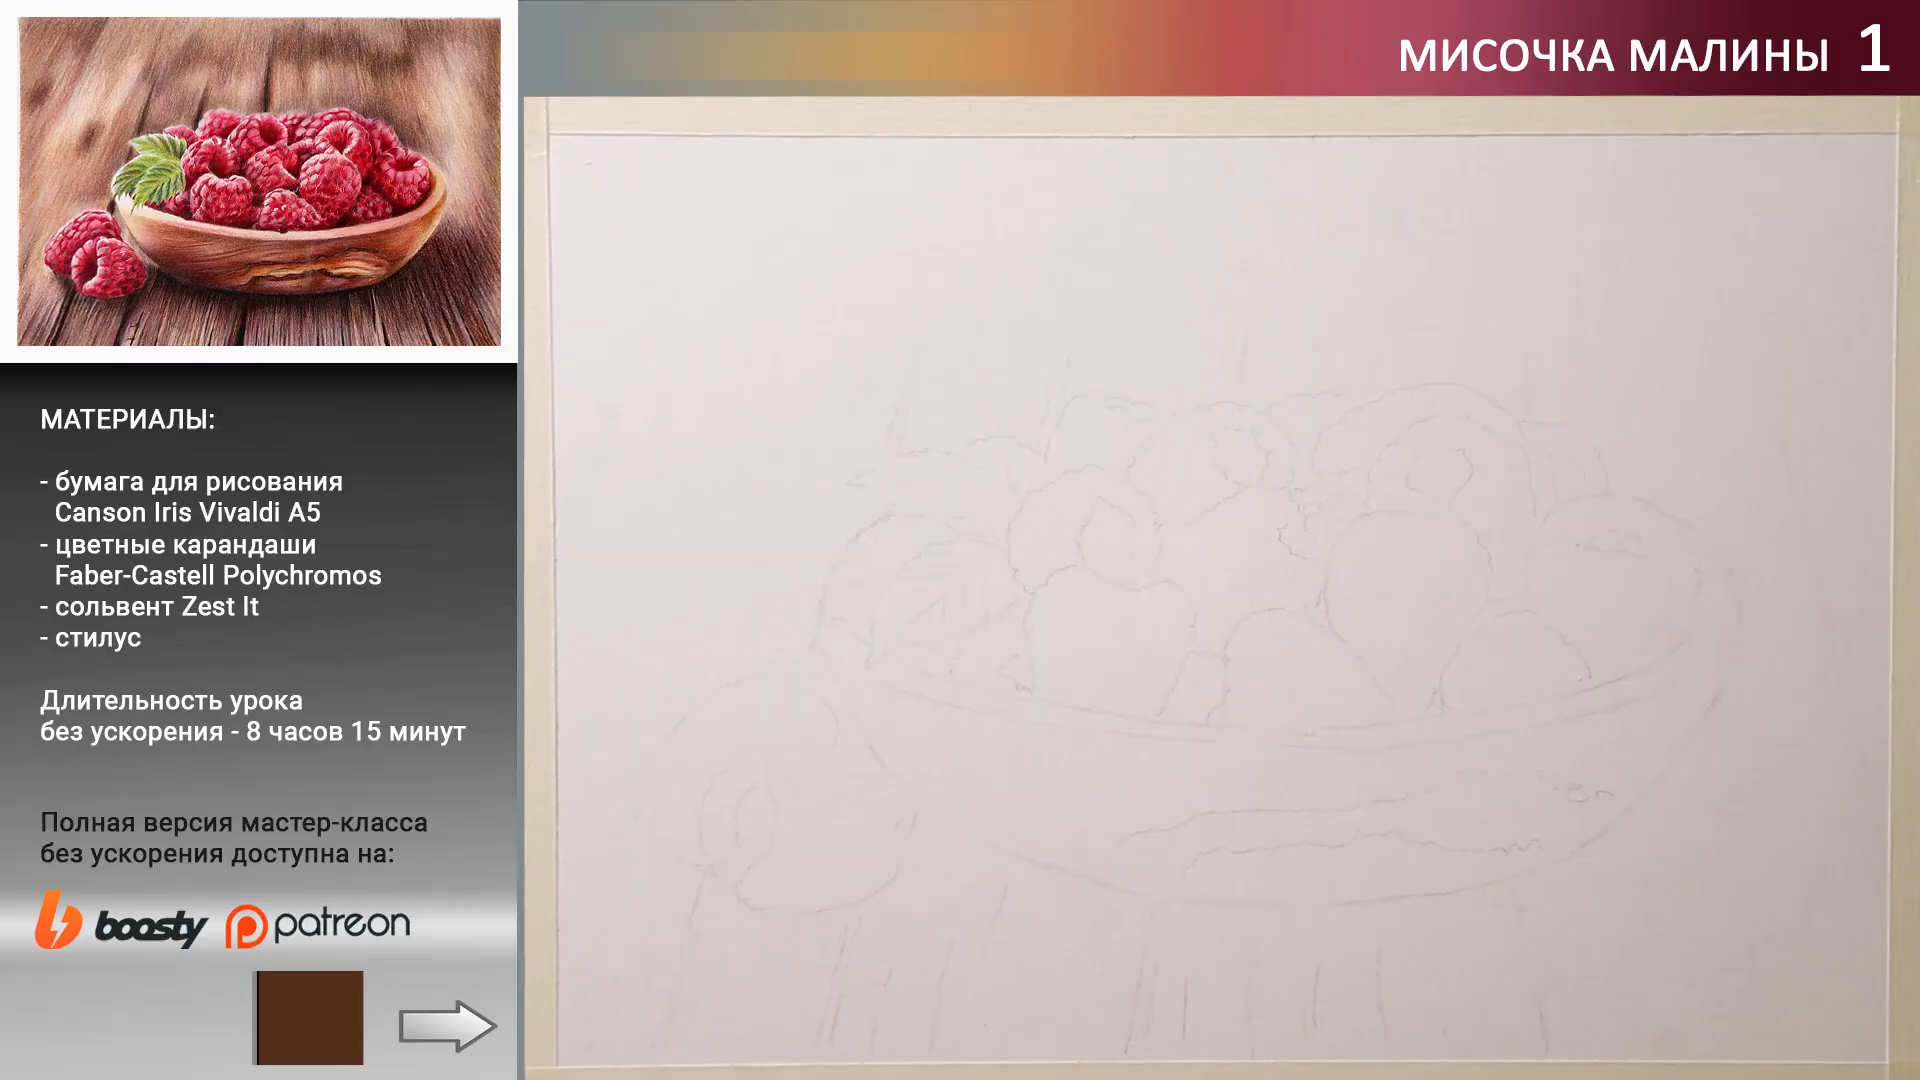 МИСОЧКА МАЛИНЫ 1
МАТЕРИАЛЫ:
- бумага для рисования
Canson Iris Vivaldi A5
- цветные карандаши
Faber-Castell Polychromos
- сольвент Zest It
- стилус
Длительность урока
без ускорения - 8 часов 15 минут
Полная версия мастер-класса
без ускорения доступна на:
boosty patreon